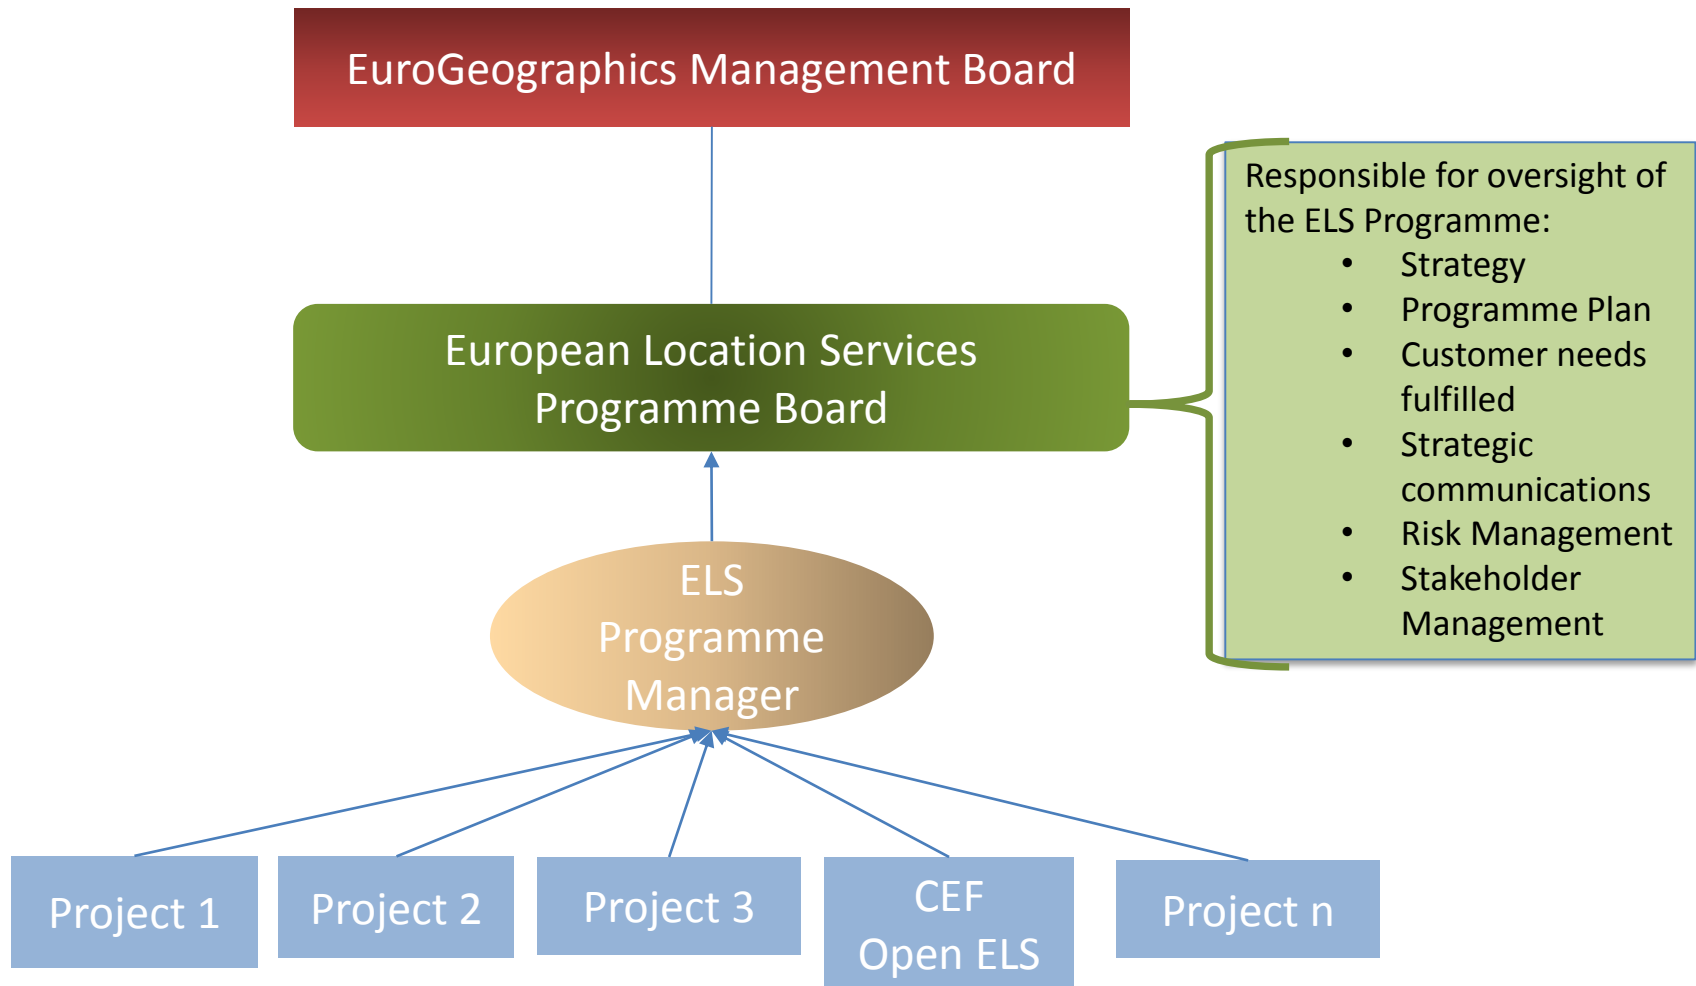 EuroGeographics Management Board
European Location Services
Programme Board
Responsible for oversight of
the ELS Programme:
• Strategy
• Programme Plan
• Customer needs
fulfilled
• Strategic
communications
• Risk Management
• Stakeholder
Management
ELS
Programme
Manager
Project 1
Project 2
Project 3
CEF
Open ELS
Project n